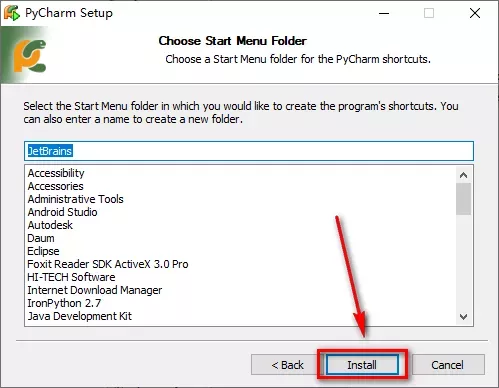 PyCharm Setup
Choose Start Menu Folder
Choose a Start Menu folder for the PyCharm shortcuts.
Select the Start Menu folder in which you would like to create the program's shortcuts. You
can also enter a name to create a new folder.
JetBrains
Accessibility
Accessories
Administrative Tools
Android Studio
Autodesk
Daum
Eclipse
Foxit Reader SDK ActiveX 3.0 Pro
HI-TECH Software
Internet Download Manager
IronPython 2.7
Java Development Kit
< Back
Install
Cancel